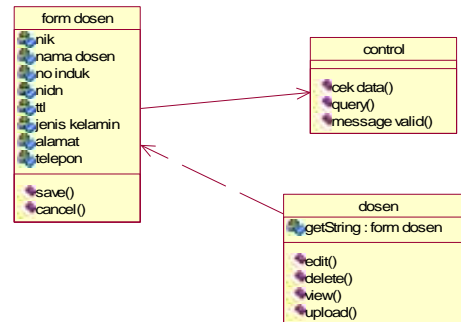 form dosen
nik
nama dosen
no induk
nidn
ttl
jenis kelamin
alamat
telepon
save()
cancel()
control
cek data()
query()
message valid()
dosen
getString : form dosen
edit()
delete()
view()
upload()